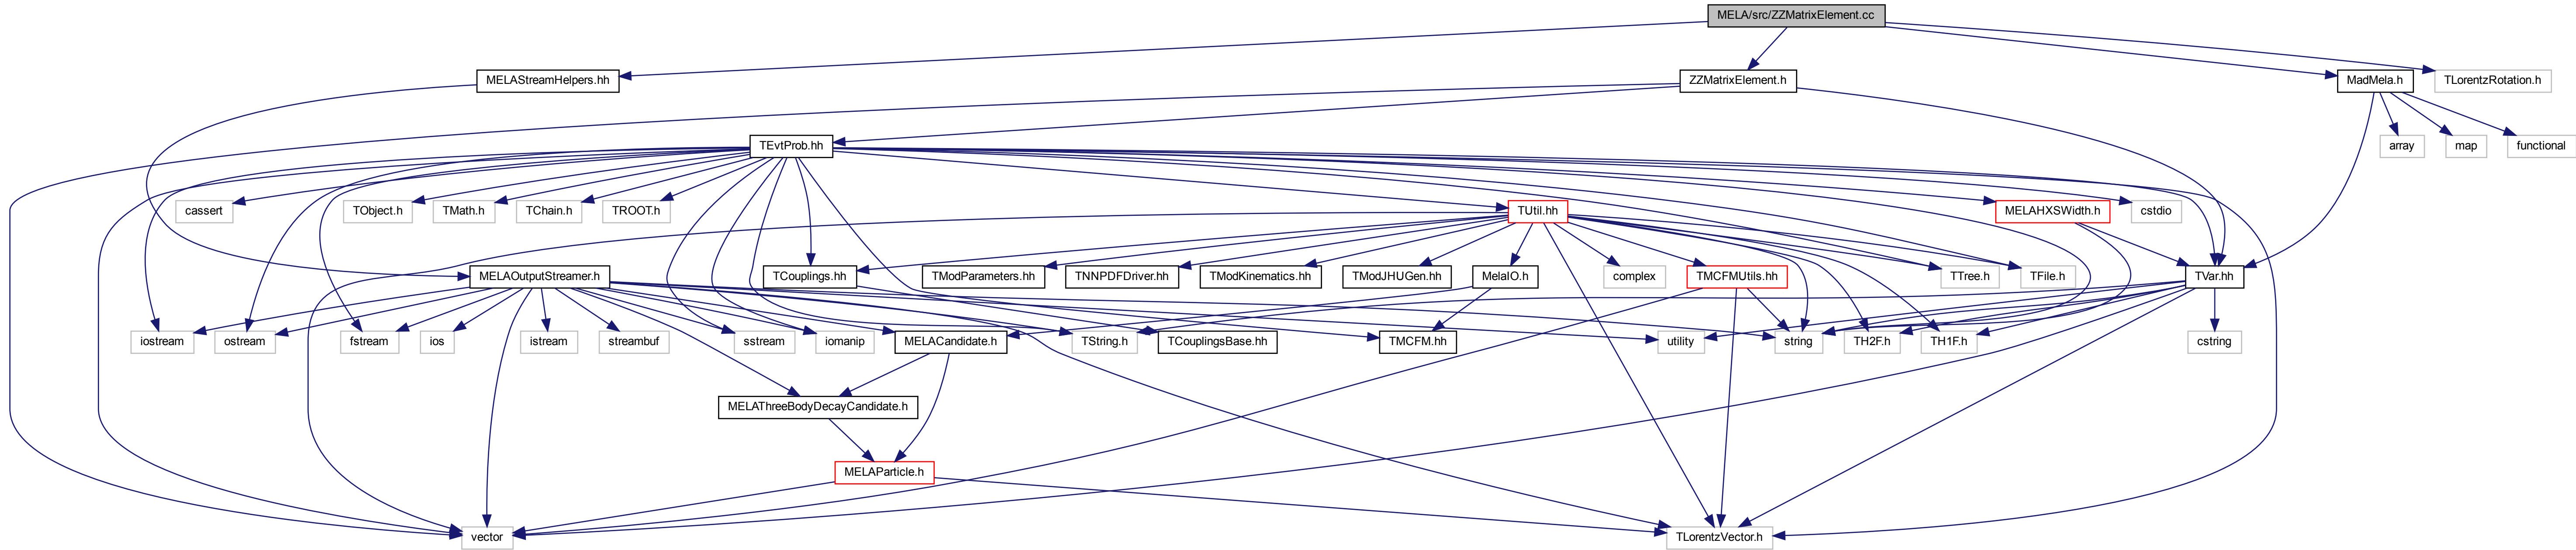 MELA/src/ZZMatrixElement.cc
MELAStreamHelpers.hh
ZZMatrixElement.h
MadMela.h
TLorentzRotation.h
TEvtProb.hh
array
map
functional
cassert
TObject.h
TMath.h
TChain.h
TROOT.h
TUtil.hh
MELAHXSWidth.h
cstdio
MELAOutputStreamer.h
TCouplings.hh
TModParameters.hh
TNNPDFDriver.hh
TModKinematics.hh
TModJHUGen.hh
MelaIO.h
complex
TMCFMUtils.hh
TTree.h
TFile.h
TVar.hh
iostream
ostream
fstream
ios
istream
streambuf
sstream
iomanip
MELACandidate.h
TString.h
TCouplingsBase.hh
TMCFM.hh
utility
string
TH2F.h
TH1F.h
cstring
MELAThreeBodyDecayCandidate.h
MELAParticle.h
vector
TLorentzVector.h